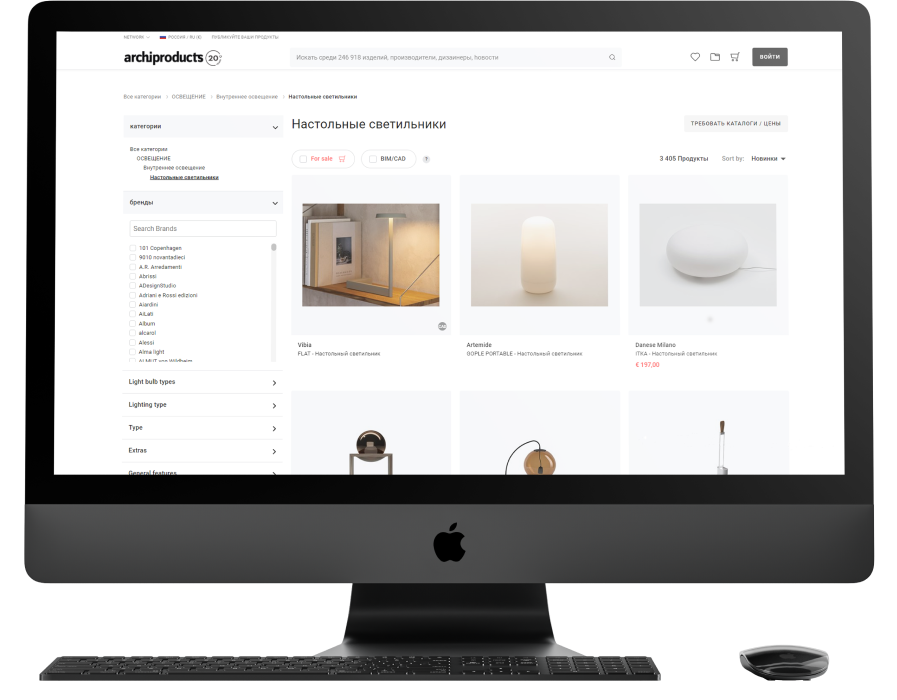 NETWORK
РОССИЯ - RU (€)
ПУБЛИКУЙТЕ ВАШИ ПРОДУКТЫ
archiproducts 20
Искать среди 246 918 изделий, производители, дизайнеры, новости
ВОЙТИ
Все категории > ОСВЕЩЕНИЕ > Внутреннее освещение > Настольные светильники
категории
Все категории
ОСВЕЩЕНИЕ
Внутреннее освещение
Настольные светильники
бренды
Search Brands
101 Copenhagen
9010 novantadieci
A.R. Arredamenti
Abrissi
ADesignStudio
Adriani e Rossi edizioni
Aiardini
AiLati
Album
alcarol
Alessi
Alma light
ALMUT von Wildheim
Light bulb types
Lighting type
Type
Extras
General features
Настольные светильники
ТРЕБОВАТЬ КАТАЛОГИ / ЦЕНЫ
For sale
BIM/CAD
?
3 405 Продукты
Sort by: Новинки
Vibia
FLAT - Настольный светильник
Artemide
GOPLE PORTABLE - Настольный светильник
Danese Milano
ITKA - Настольный светильник
€ 197,00